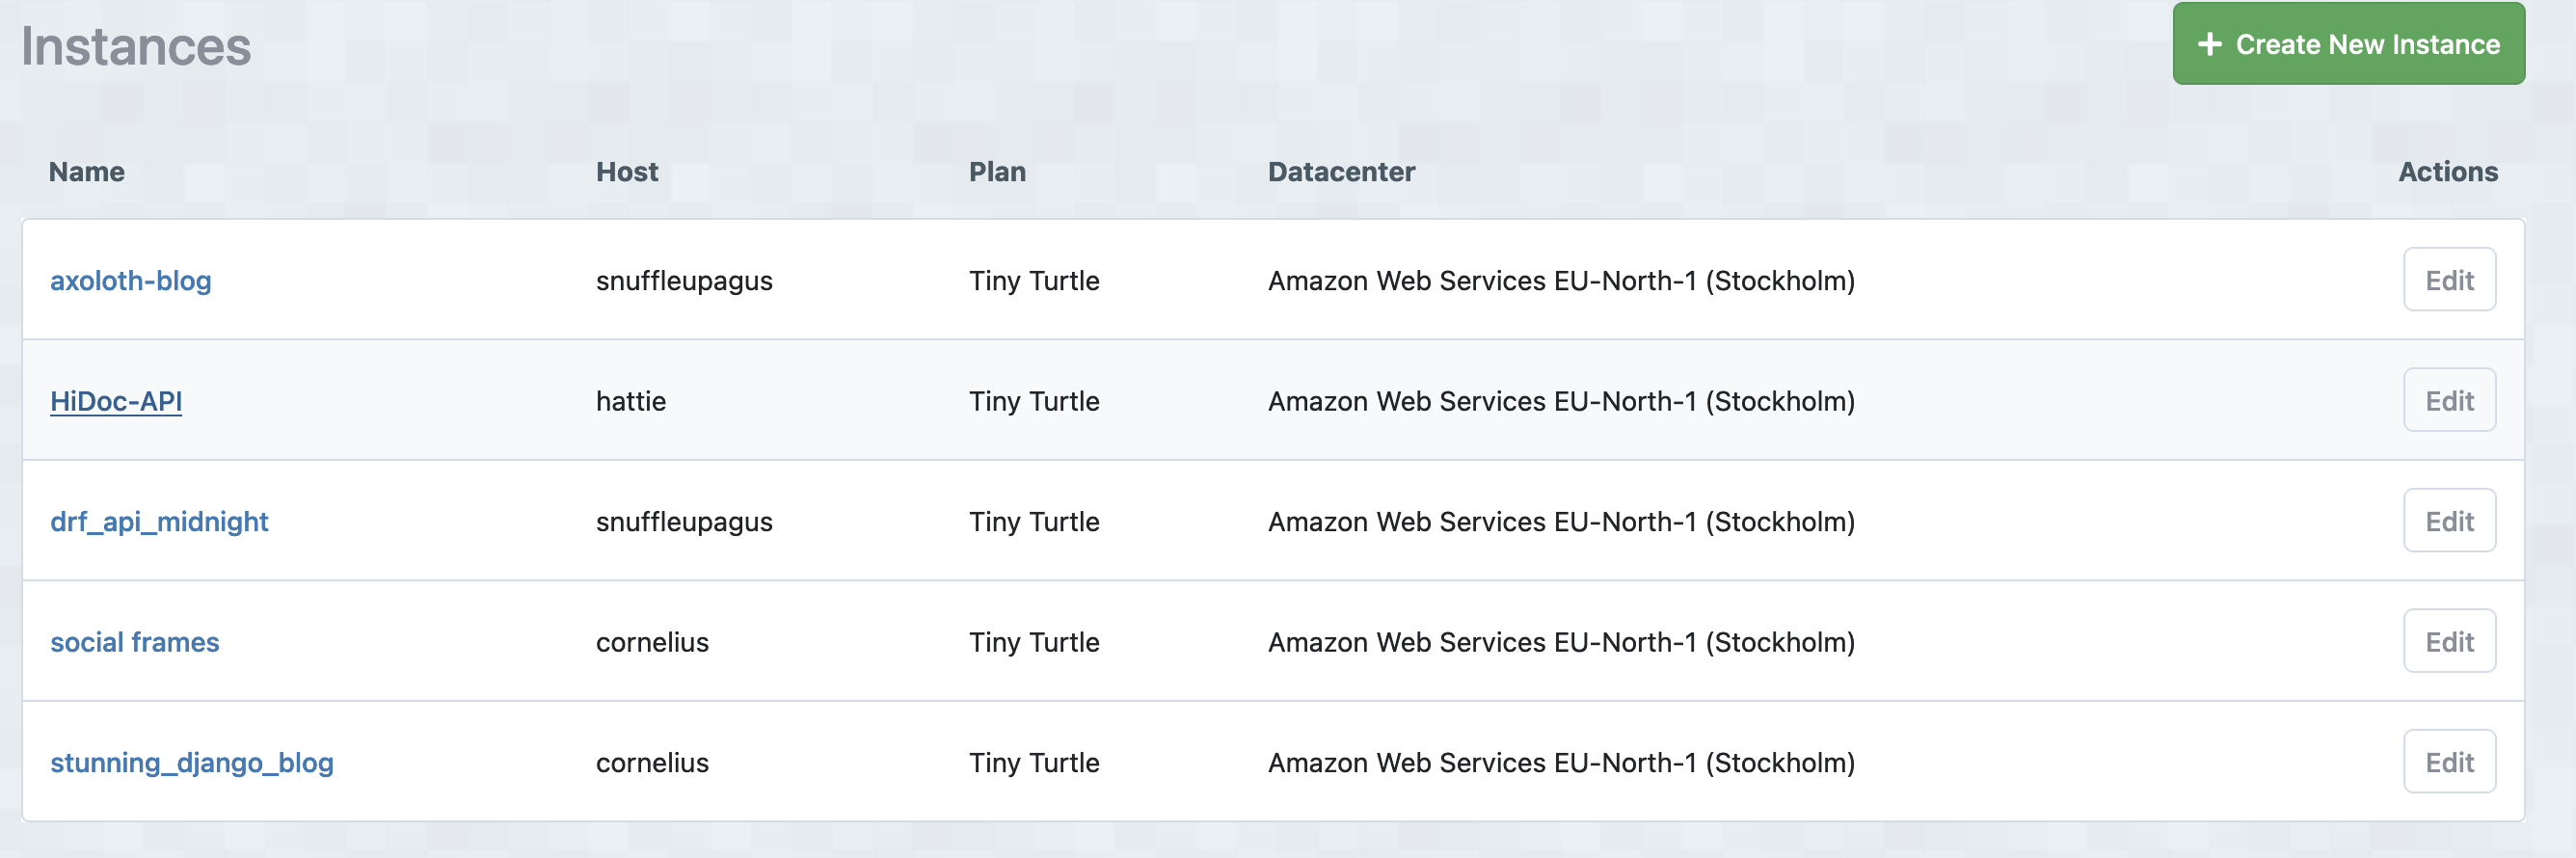 Instances
+ Create New Instance
Name Host Plan Datacenter Actions
axoloth-blog snuffleupagus Tiny Turtle Amazon Web Services EU-North-1 (Stockholm) Edit
HiDoc-API hattie Tiny Turtle Amazon Web Services EU-North-1 (Stockholm) Edit
drf_api_midnight snuffleupagus Tiny Turtle Amazon Web Services EU-North-1 (Stockholm) Edit
social frames cornelius Tiny Turtle Amazon Web Services EU-North-1 (Stockholm) Edit
stunning_django_blog cornelius Tiny Turtle Amazon Web Services EU-North-1 (Stockholm) Edit